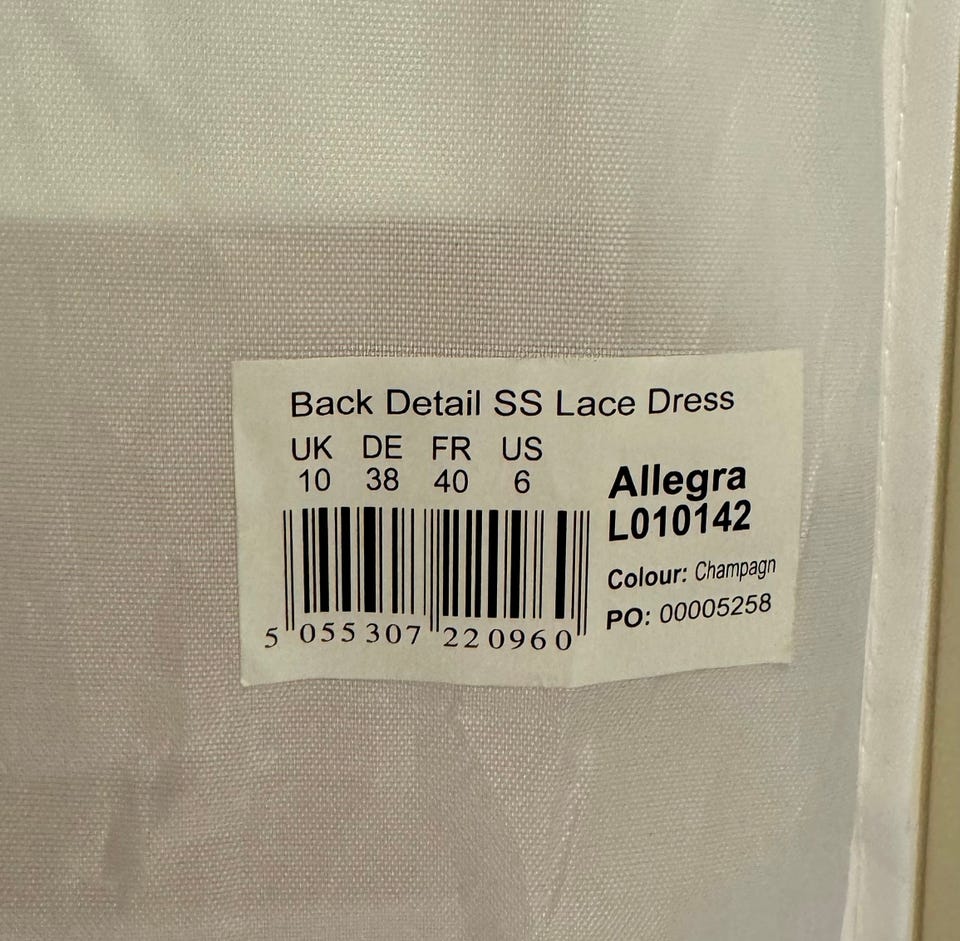 Back Detail SS Lace Dress
UK DE FR US
10 38 40 6
Allegra
L010142
Colour: Champagn
PO: 00005258
5 055307 220960